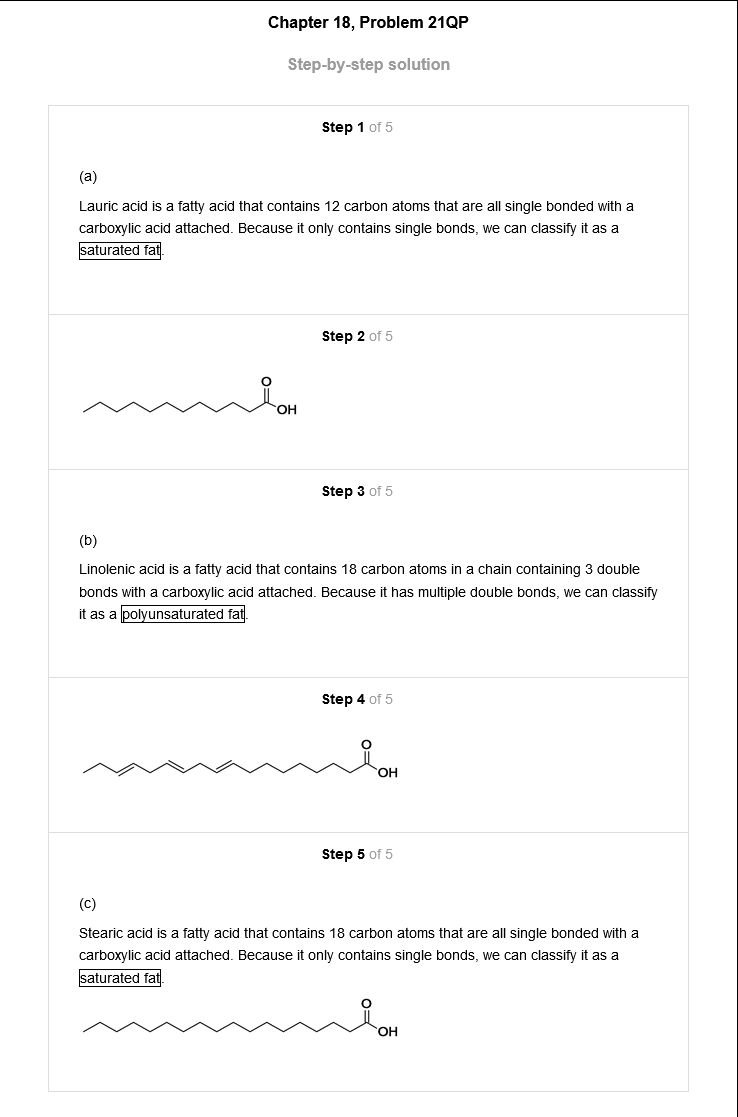 Chapter 18, Problem 21QP
Step-by-step solution
Step 1 of 5
(a)
Lauric acid is a fatty acid that contains 12 carbon atoms that are all single bonded with a
carboxylic acid attached. Because it only contains single bonds, we can classify it as a
saturated fat.
Step 2 of 5
O
OH
Step 3 of 5
(b)
Linolenic acid is a fatty acid that contains 18 carbon atoms in a chain containing 3 double
bonds with a carboxylic acid attached. Because it has multiple double bonds, we can classify
it as a polyunsaturated fat.
Step 4 of 5
O
OH
Step 5 of 5
(c)
Stearic acid is a fatty acid that contains 18 carbon atoms that are all single bonded with a
carboxylic acid attached. Because it only contains single bonds, we can classify it as a
saturated fat.
O
OH